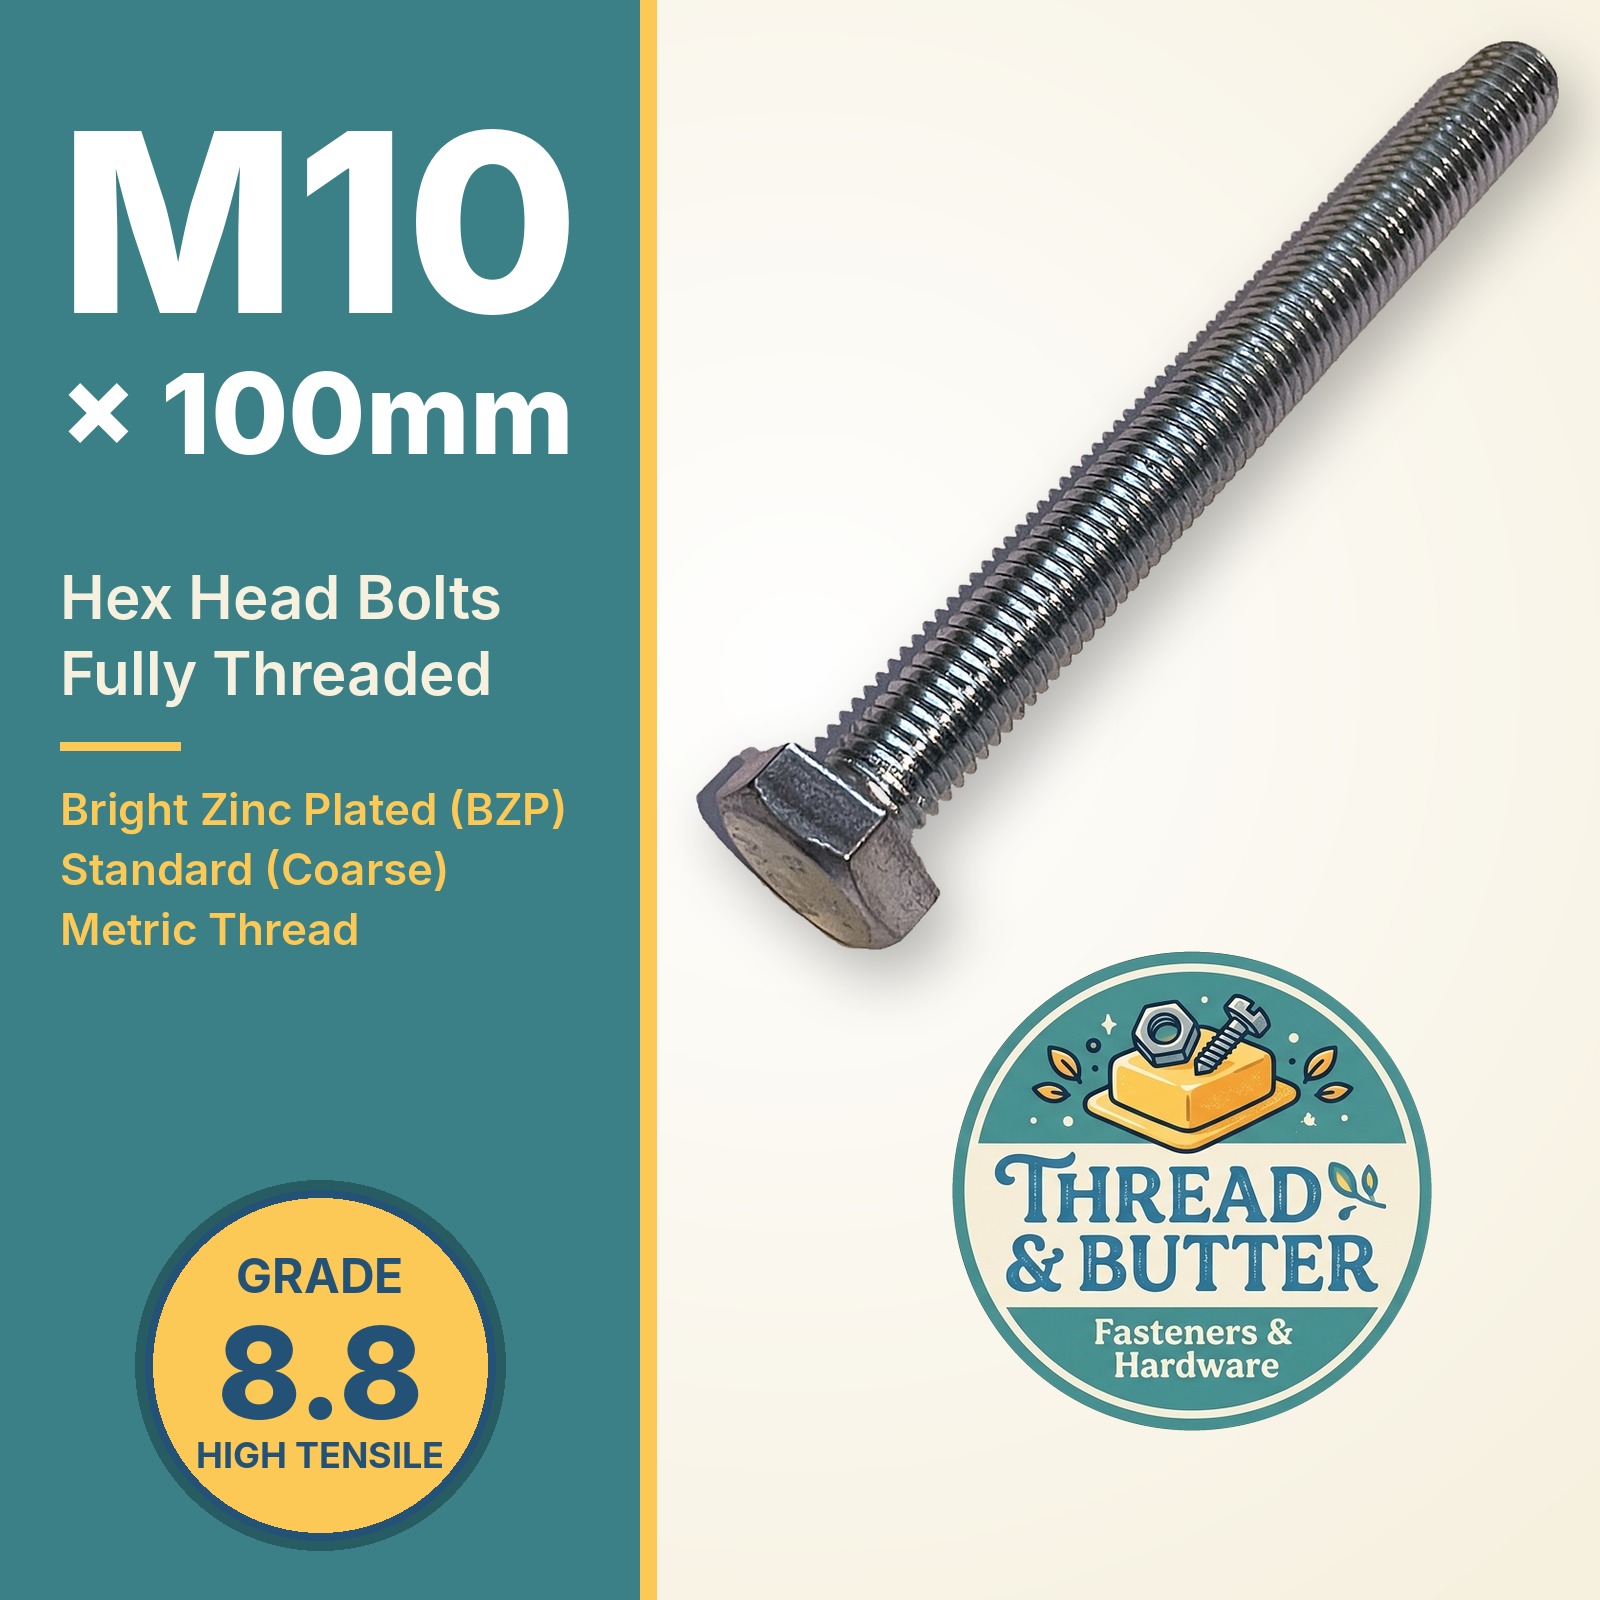 M10
× 100mm
Hex Head Bolts
Fully Threaded
Bright Zinc Plated (BZP)
Standard (Coarse)
Metric Thread
GRADE
8.8
HIGH TENSILE
THREAD
& BUTTER
Fasteners &
Hardware